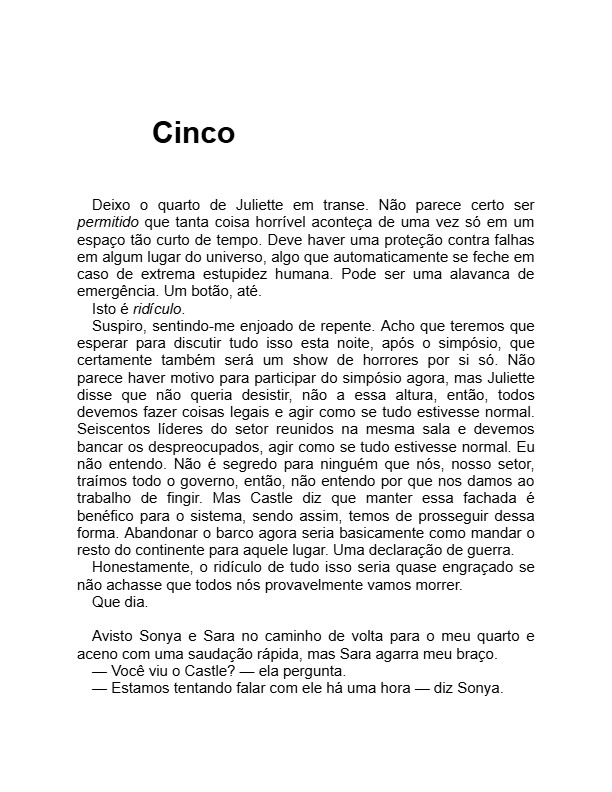 Cinco
Deixo o quarto de Juliette em transe. Não parece certo ser
permitido que tanta coisa horrível aconteça de uma vez só em um
espaço tão curto de tempo. Deve haver uma proteção contra falhas
em algum lugar do universo, algo que automaticamente se feche em
caso de extrema estupidez humana. Pode ser uma alavanca de
emergência. Um botão, até.
Isto é ridículo.
Suspiro, sentindo-me enjoado de repente. Acho que teremos que
esperar para discutir tudo isso esta noite, após o simpósio, que
certamente também será um show de horrores por si só. Não
parece haver motivo para participar do simpósio agora, mas Juliette
disse que não queria desistir, não a essa altura, então, todos
devemos fazer coisas legais e agir como se tudo estivesse normal.
Seiscentos líderes do setor reunidos na mesma sala e devemos
bancar os despreocupados, agir como se tudo estivesse normal. Eu
não entendo. Não é segredo para ninguém que nós, nosso setor,
traímos todo o governo, então, não entendo por que nos damos ao
trabalho de fingir. Mas Castle diz que manter essa fachada é
benéfico para o sistema, sendo assim, temos de prosseguir dessa
forma. Abandonar o barco agora seria basicamente como mandar o
resto do continente para aquele lugar. Uma declaração de guerra.
Honestamente, o ridículo de tudo isso seria quase engraçado se
não achasse que todos nós provavelmente vamos morrer.
Que dia.
Avisto Sonya e Sara no caminho de volta para o meu quarto e
aceno com uma saudação rápida, mas Sara agarra meu braço.
— Você viu o Castle? — ela pergunta.
— Estamos tentando falar com ele há uma hora — diz Sonya.